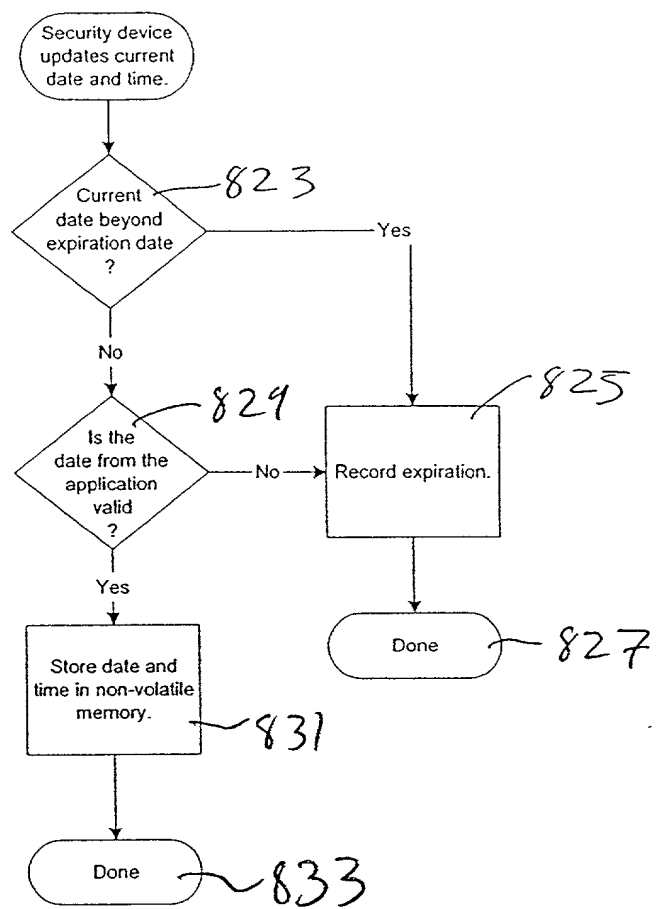 Security device
updates current
date and time.
823
Current
date beyond
expiration date
?
Yes
No
829
Is the
date from the
application
valid
?
No
825
Record expiration.
Yes
Done
827
Store date and
time in non-volatile
memory.
831
Done
833